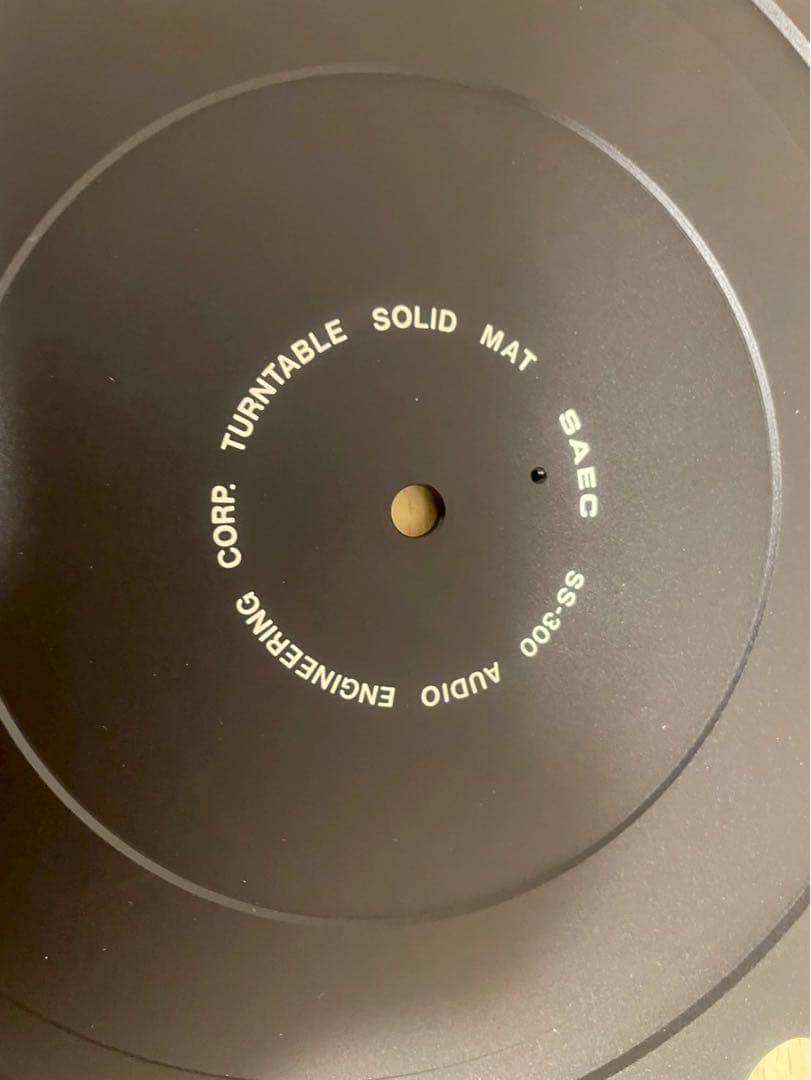 SAEC SS-300 AUDIO ENGINEERING CORP. TURNTABLE SOLID MAT